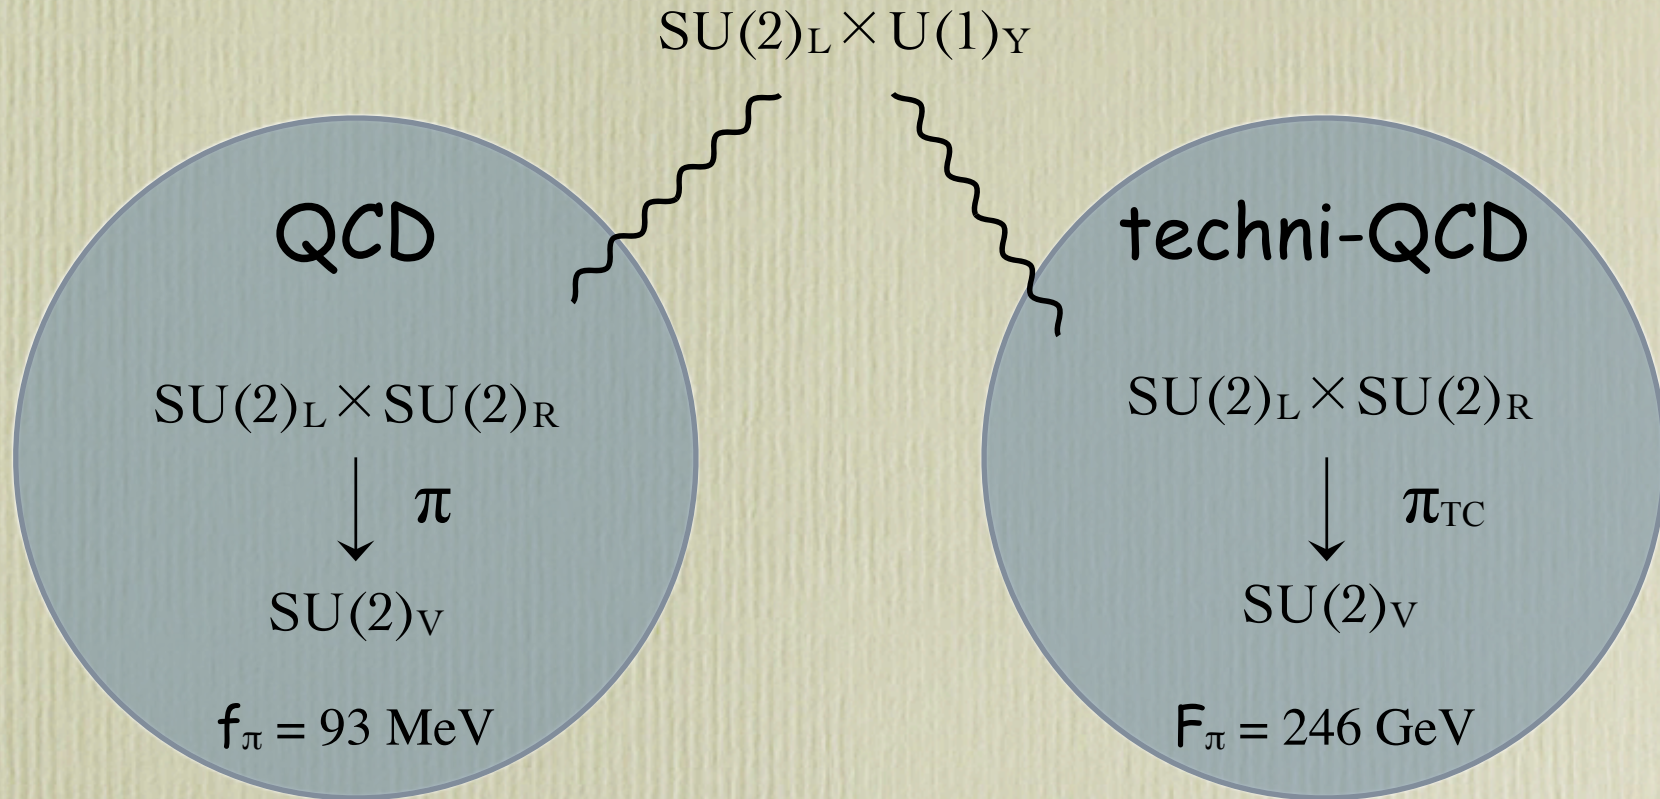 SU(2)L×U(1)Y
QCD
SU(2)L×SU(2)R
π
SU(2)V
fπ = 93 MeV
techni-QCD
SU(2)L×SU(2)R
πTC
SU(2)V
Fπ = 246 GeV